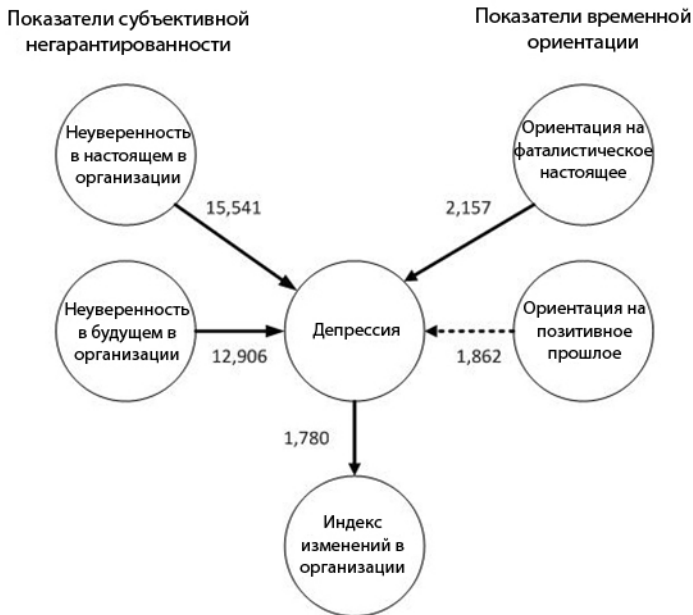 Показатели субъективной
негарантированности
Показатели временной
ориентации
Неуверенность
в настоящем в
организации
Ориентация на
фаталистическое
настоящее
15,541
2,157
Неуверенность
в будущем в
организации
Депрессия
Ориентация на
позитивное
прошлое
12,906
1,862
1,780
Индекс
изменений в
организации